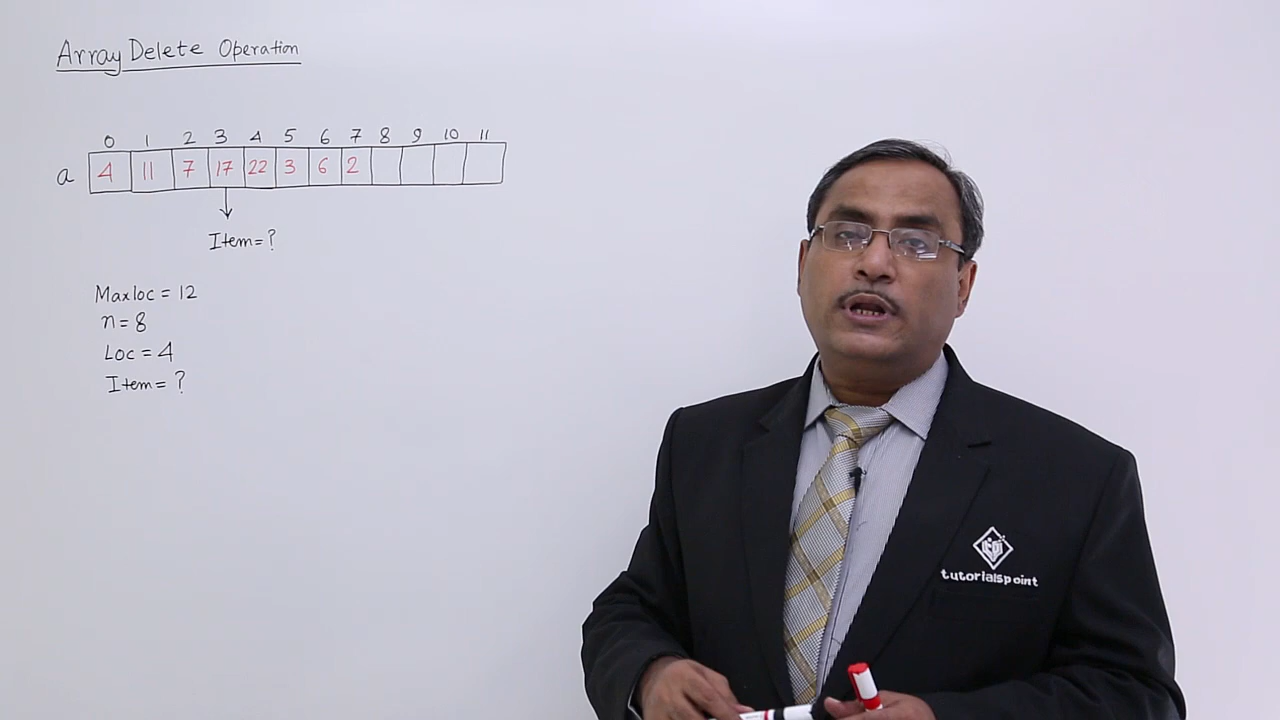 Array Delete Operation
0 1 2 3 4 5 6 7 8 9 10 11
a 4 11 7 17 22 3 6 2
Item = ?
Maxloc = 12
n = 8
Loc = 4
Item = ?
tutorialspoint